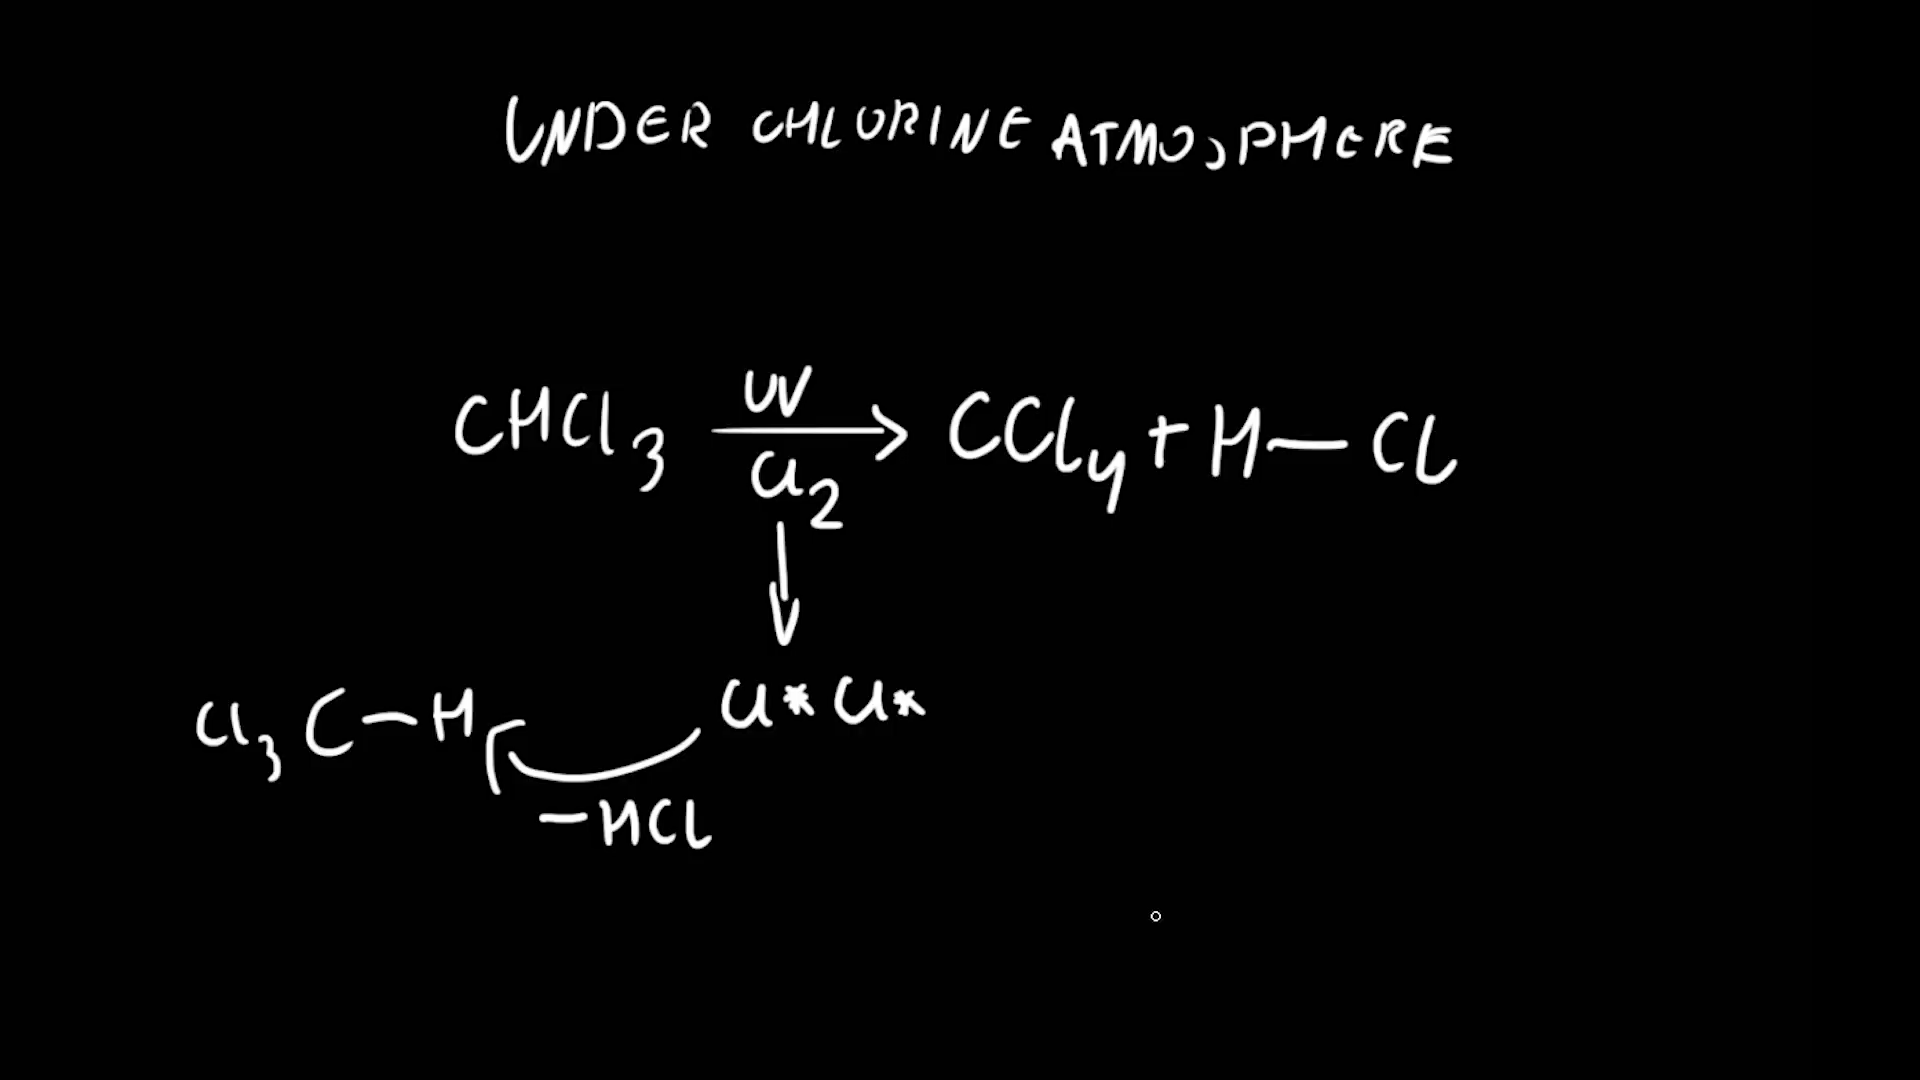 UNDER CHLORINE ATMOSPHERE
UV
CHCl3 → CCl4 + H—Cl
Cl2
Cl3C—H Cl* Cl*
-HCl